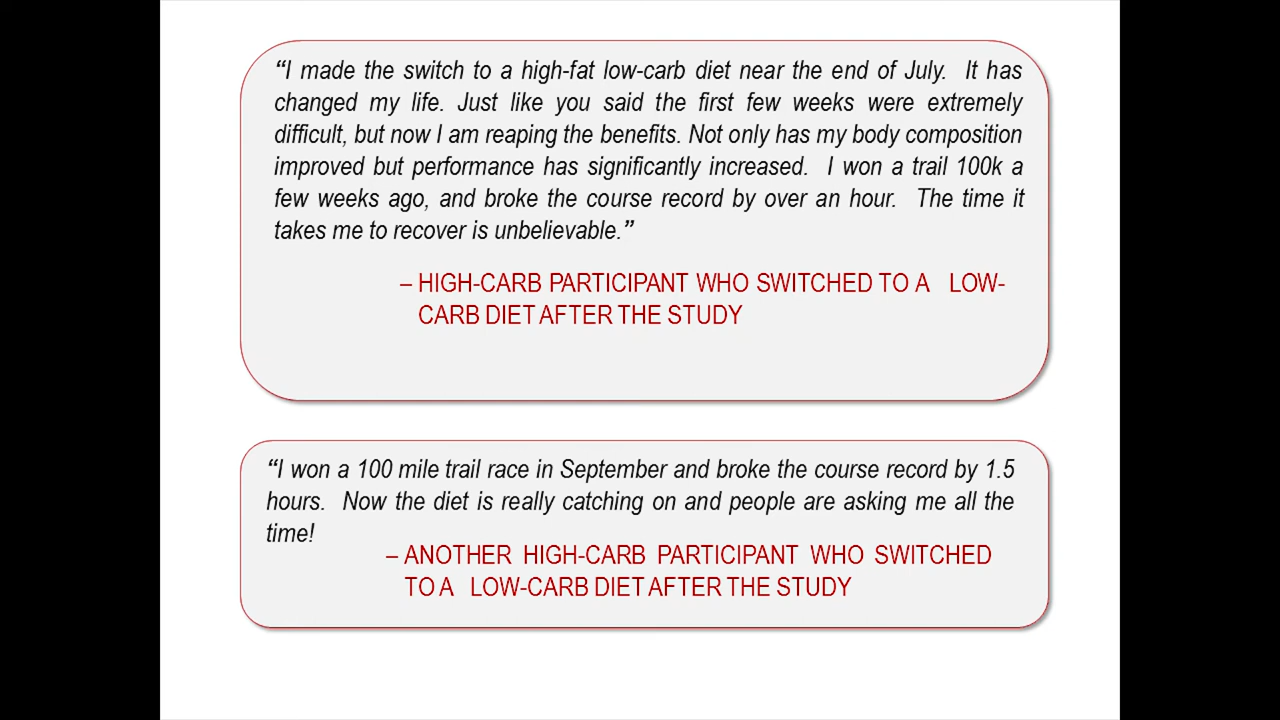 “I made the switch to a high-fat low-carb diet near the end of July. It has
changed my life. Just like you said the first few weeks were extremely
difficult, but now I am reaping the benefits. Not only has my body composition
improved but performance has significantly increased. I won a trail 100k a
few weeks ago, and broke the course record by over an hour. The time it
takes me to recover is unbelievable.”
– HIGH-CARB PARTICIPANT WHO SWITCHED TO A LOW-
CARB DIET AFTER THE STUDY
“I won a 100 mile trail race in September and broke the course record by 1.5
hours. Now the diet is really catching on and people are asking me all the
time!
– ANOTHER HIGH-CARB PARTICIPANT WHO SWITCHED
TO A LOW-CARB DIET AFTER THE STUDY